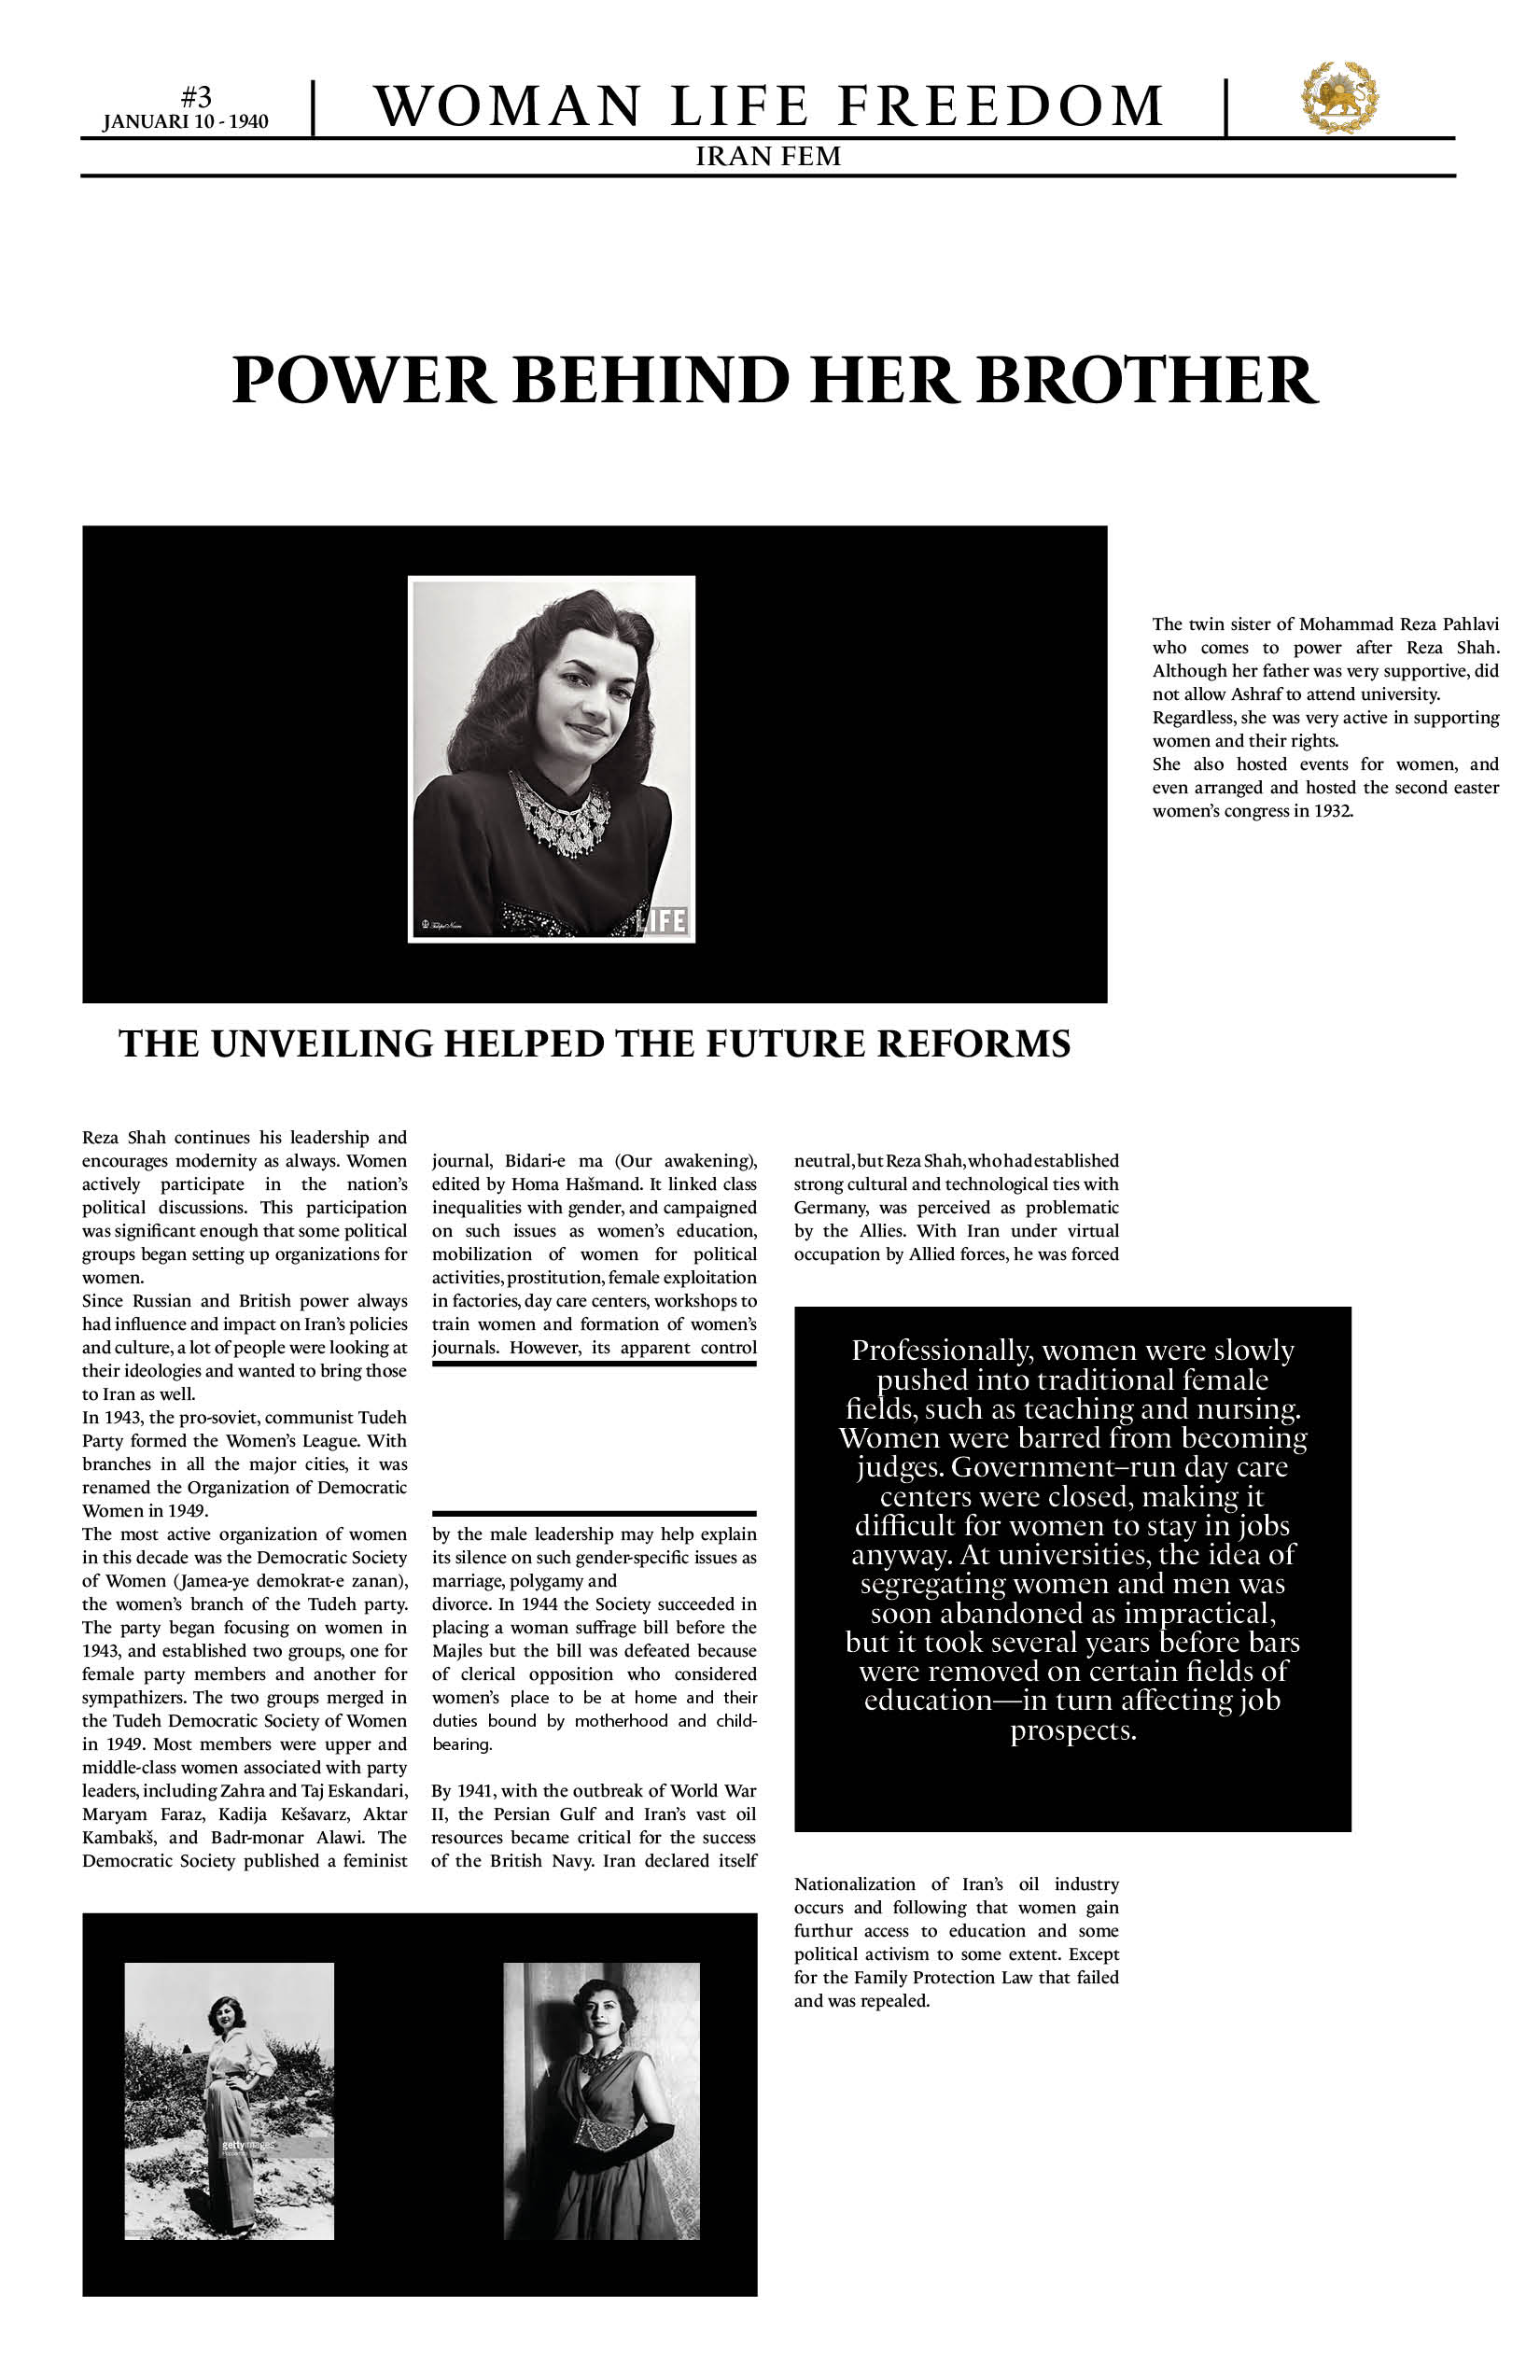 #3
JANUARI 10 - 1940
WOMAN LIFE FREEDOM
IRAN FEM
POWER BEHIND HER BROTHER
LIFE
The twin sister of Mohammad Reza Pahlavi
who comes to power after Reza Shah.
Although her father was very supportive, did
not allow Ashraf to attend university.
Regardless, she was very active in supporting
women and their rights.
She also hosted events for women, and
even arranged and hosted the second easter
women's congress in 1932.
THE UNVEILING HELPED THE FUTURE REFORMS
Reza Shah continues his leadership and
encourages modernity as always. Women
actively participate in the nation's
political discussions. This participation
was significant enough that some political
groups began setting up organizations for
women.
Since Russian and British power always
had influence and impact on Iran's policies
and culture, a lot of people were looking at
their ideologies and wanted to bring those
to Iran as well.
In 1943, the pro-soviet, communist Tudeh
Party formed the Women's League. With
branches in all the major cities, it was
renamed the Organization of Democratic
Women in 1949.
The most active organization of women
in this decade was the Democratic Society
of Women (Jamea-ye demokrat-e zanan),
the women's branch of the Tudeh party.
The party began focusing on women in
1943, and established two groups, one for
female party members and another for
sympathizers. The two groups merged in
the Tudeh Democratic Society of Women
in 1949. Most members were upper and
middle-class women associated with party
leaders, including Zahra and Taj Eskandari,
Maryam Faraz, Kadija Kešavarz, Aktar
Kambakš, and Badr-monar Alawi. The
Democratic Society published a feminist
journal, Bidari-e ma (Our awakening),
edited by Homa Hašmand. It linked class
inequalities with gender, and campaigned
on such issues as women's education,
mobilization of women for political
activities, prostitution, female exploitation
in factories, day care centers, workshops to
train women and formation of women's
journals. However, its apparent control
by the male leadership may help explain
its silence on such gender-specific issues as
marriage, polygamy and
divorce. In 1944 the Society succeeded in
placing a woman suffrage bill before the
Majles but the bill was defeated because
of clerical opposition who considered
women's place to be at home and their
duties bound by motherhood and child-
bearing.
By 1941, with the outbreak of World War
II, the Persian Gulf and Iran's vast oil
resources became critical for the success
of the British Navy. Iran declared itself
neutral, but Reza Shah, who had established
strong cultural and technological ties with
Germany, was perceived as problematic
by the Allies. With Iran under virtual
occupation by Allied forces, he was forced
Professionally, women were slowly
pushed into traditional female
fields, such as teaching and nursing.
Women were barred from becoming
judges. Government–run day care
centers were closed, making it
difficult for women to stay in jobs
anyway. At universities, the idea of
segregating women and men was
soon abandoned as impractical,
but it took several years before bars
were removed on certain fields of
education—in turn affecting job
prospects.
Nationalization of Iran's oil industry
occurs and following that women gain
furthur access to education and some
political activism to some extent. Except
for the Family Protection Law that failed
and was repealed.
gettyimages